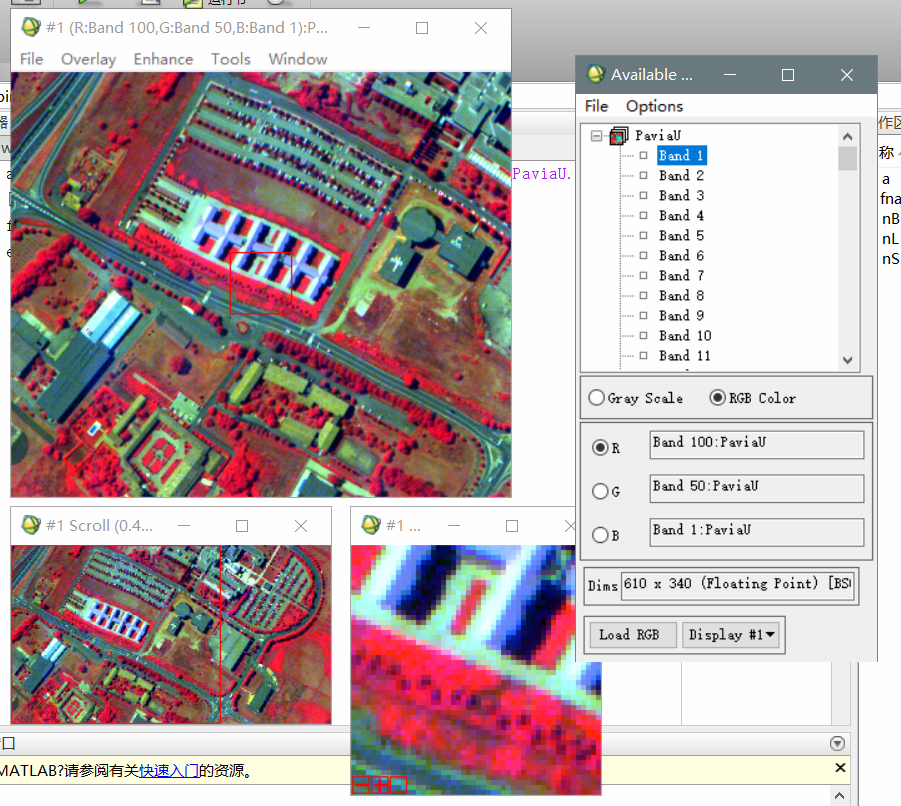 运行节
#1 (R:Band 100,G:Band 50,B:Band 1):P...
File Overlay Enhance Tools Window
Available ...
File Options
PaviaU
Band 1
Band 2
Band 3
Band 4
Band 5
Band 6
Band 7
Band 8
Band 9
Band 10
Band 11
Gray Scale RGB Color
R Band 100:PaviaU
G Band 50:PaviaU
B Band 1:PaviaU
Dims 610 x 340 (Floating Point) [BS
Load RGB Display #1
PaviaU.
作区
称
a
fna
nB
nL
nS
#1 Scroll (0.4...
#1 ...
MATLAB?请参阅有关快速入门的资源。